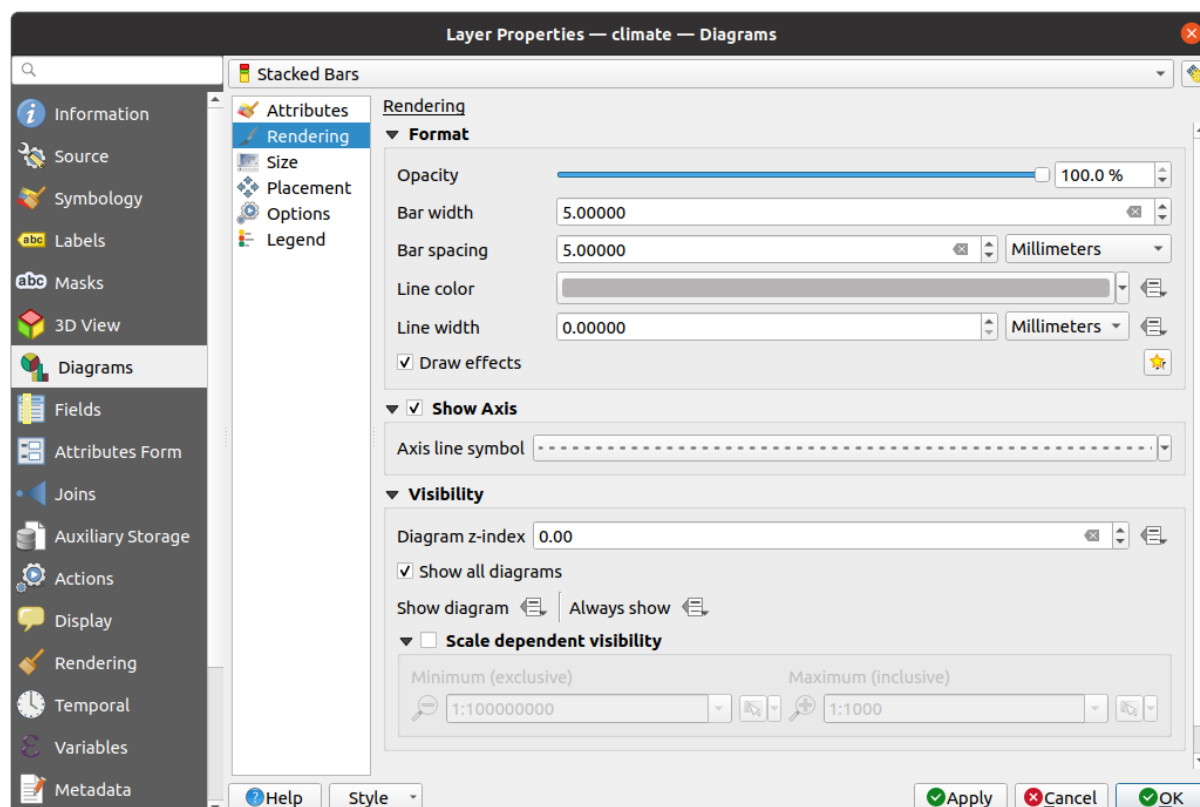 Layer Properties — climate — Diagrams
Stacked Bars
Information
Source
Symbology
abc Labels
abc Masks
3D View
Diagrams
Fields
Attributes Form
Joins
Auxiliary Storage
Actions
Display
Rendering
Temporal
Variables
Metadata
Attributes
Rendering
Size
Placement
Options
Legend
Rendering
Format
Opacity 100.0 %
Bar width 5.00000
Bar spacing 5.00000 Millimeters
Line color
Line width 0.00000 Millimeters
Draw effects
Show Axis
Axis line symbol
Visibility
Diagram z-index 0.00
Show all diagrams
Show diagram Always show
Scale dependent visibility
Minimum (exclusive) Maximum (inclusive)
1:100000000 1:1000
Help Style Apply Cancel OK